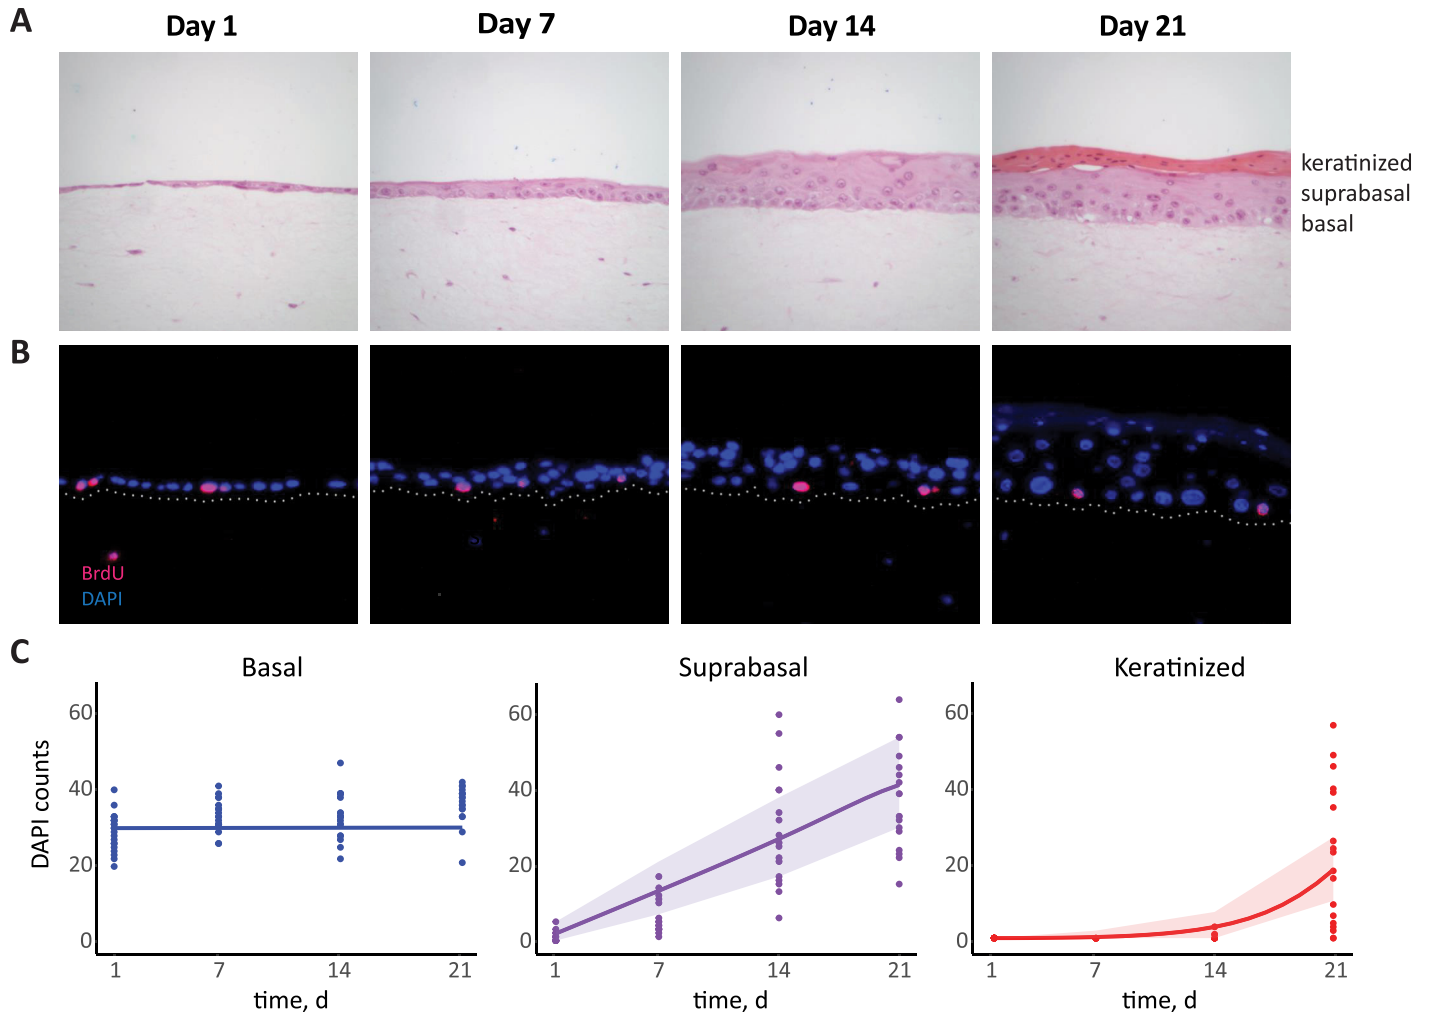 A
Day 1 Day 7 Day 14 Day 21
keratinized
suprabasal
basal
B
BrdU
DAPI
C
Basal Suprabasal Keratinized
DAPI counts
60
40
20
0
1 7 14 21
time, d
60
40
20
0
1 7 14 21
time, d
60
40
20
0
1 7 14 21
time, d